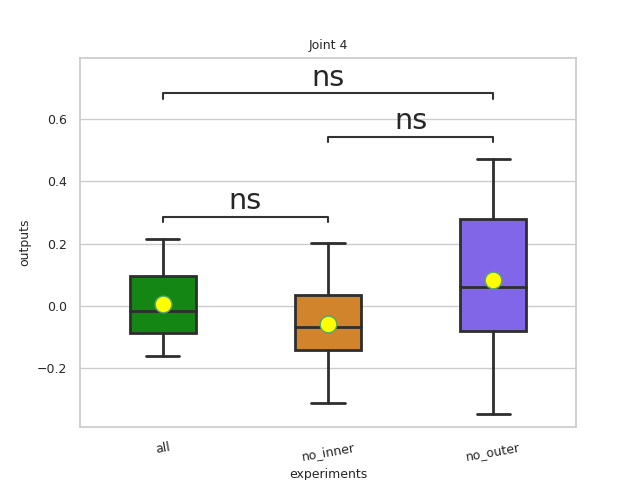 Joint 4
ns
ns
ns
0.6
0.4
0.2
0.0
−0.2
outputs
all
no_inner
no_outer
experiments